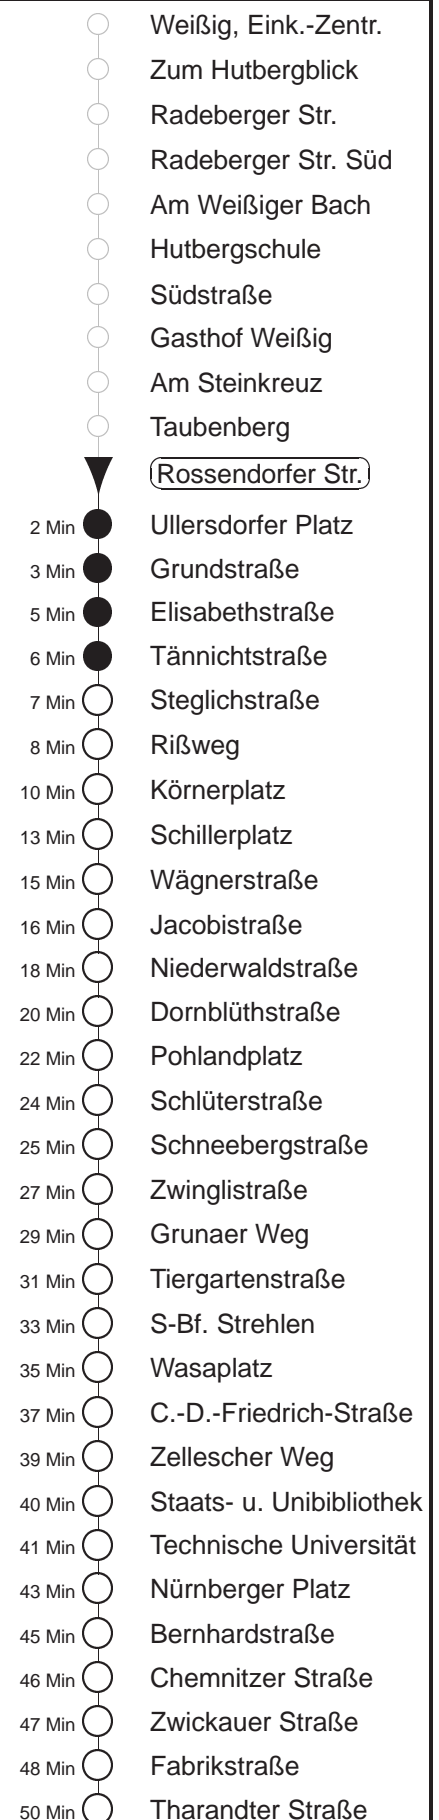 Weißig, Eink.-Zentr.
Zum Hutbergblick
Radeberger Str.
Radeberger Str. Süd
Am Weißiger Bach
Hutbergschule
Südstraße
Gasthof Weißig
Am Steinkreuz
Taubenberg
Rossendorfer Str.
2 Min Ullersdorfer Platz
3 Min Grundstraße
5 Min Elisabethstraße
6 Min Tännichtstraße
7 Min Steglichstraße
8 Min Rißweg
10 Min Körnerplatz
13 Min Schillerplatz
15 Min Wägnerstraße
16 Min Jacobistraße
18 Min Niederwaldstraße
20 Min Dornblüthstraße
22 Min Pohlandplatz
24 Min Schlüterstraße
25 Min Schneebergstraße
27 Min Zwinglistraße
29 Min Grunaer Weg
31 Min Tiergartenstraße
33 Min S-Bf. Strehlen
35 Min Wasaplatz
37 Min C.-D.-Friedrich-Straße
39 Min Zellescher Weg
40 Min Staats- u. Unibibliothek
41 Min Technische Universität
43 Min Nürnberger Platz
45 Min Bernhardstraße
46 Min Chemnitzer Straße
47 Min Zwickauer Straße
48 Min Fabrikstraße
50 Min Tharandter Straße